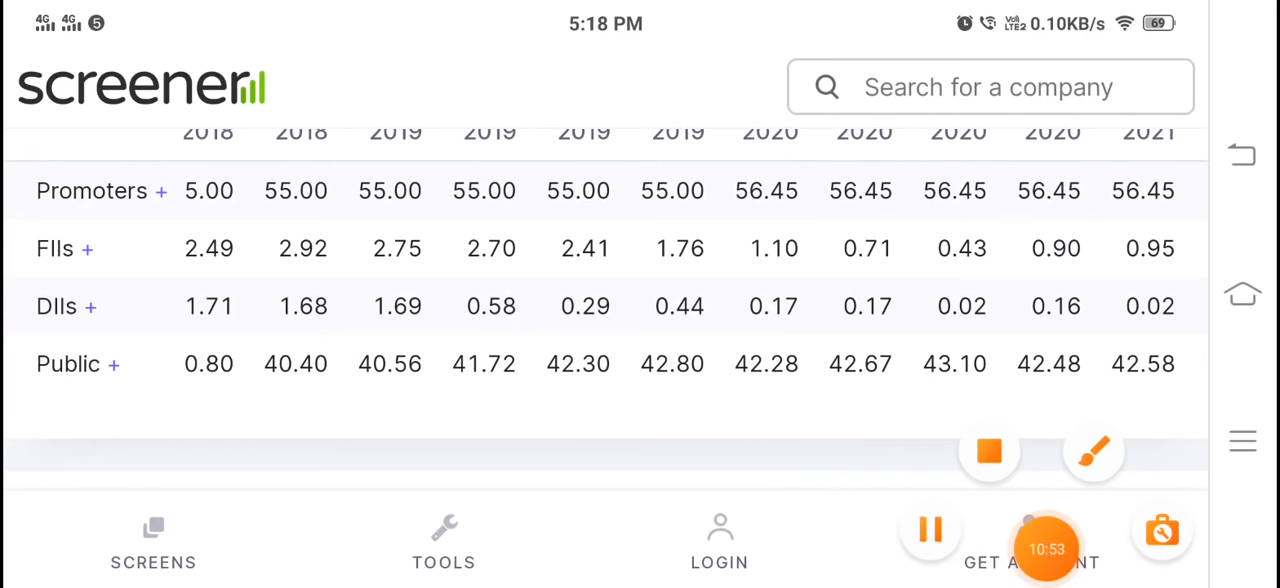 4G 4G 5 5:18 PM Vo) LTE2 0.10KB/s 69
screener Search for a company
2018 2018 2019 2019 2019 2019 2020 2020 2020 2020 2021
Promoters + 5.00 55.00 55.00 55.00 55.00 55.00 56.45 56.45 56.45 56.45 56.45
FIIs + 2.49 2.92 2.75 2.70 2.41 1.76 1.10 0.71 0.43 0.90 0.95
DIIs + 1.71 1.68 1.69 0.58 0.29 0.44 0.17 0.17 0.02 0.16 0.02
Public + 0.80 40.40 40.56 41.72 42.30 42.80 42.28 42.67 43.10 42.48 42.58
10:53
SCREENS TOOLS LOGIN GET A NT